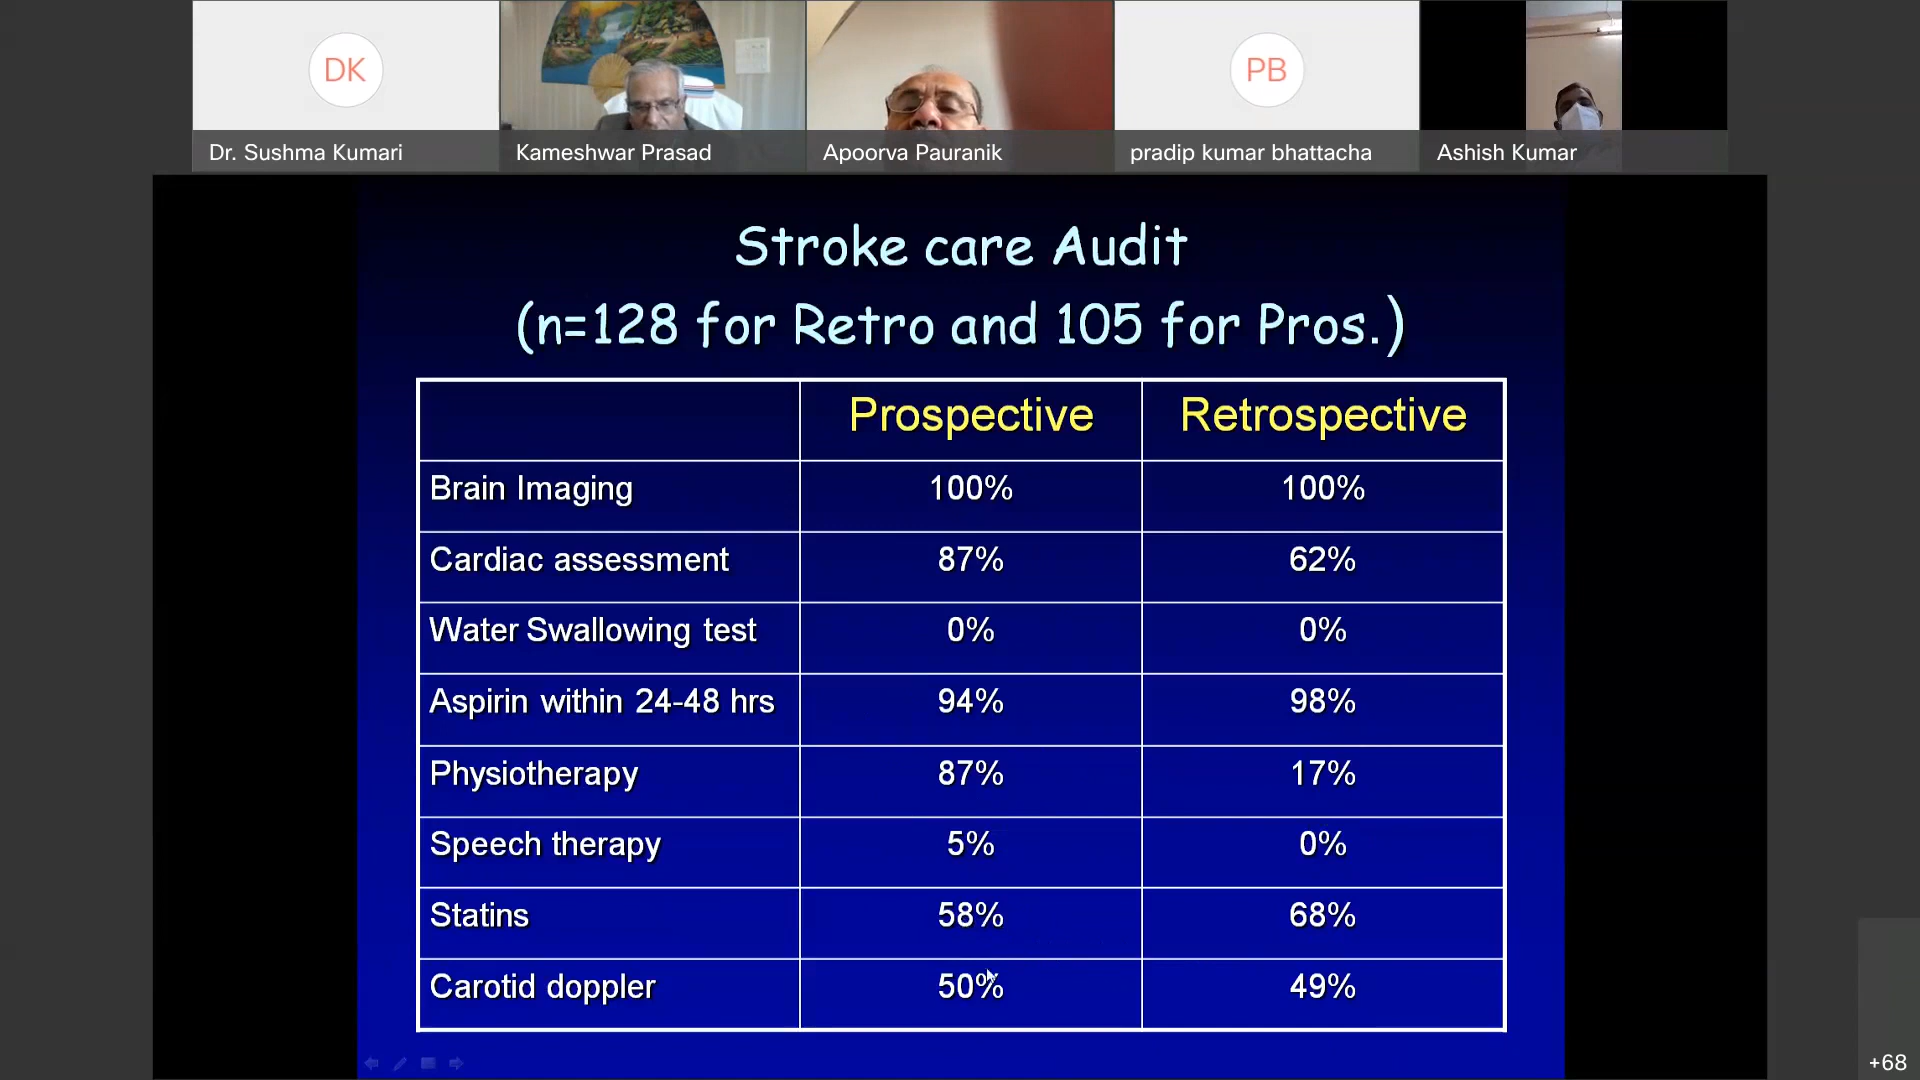 DK
PB
Dr. Sushma Kumari
Kameshwar Prasad
Apoorva Pauranik
pradip kumar bhattacha
Ashish Kumar
Stroke care Audit
(n=128 for Retro and 105 for Pros.)
Prospective Retrospective
Brain Imaging 100% 100%
Cardiac assessment 87% 62%
Water Swallowing test 0% 0%
Aspirin within 24-48 hrs 94% 98%
Physiotherapy 87% 17%
Speech therapy 5% 0%
Statins 58% 68%
Carotid doppler 50% 49%
+68